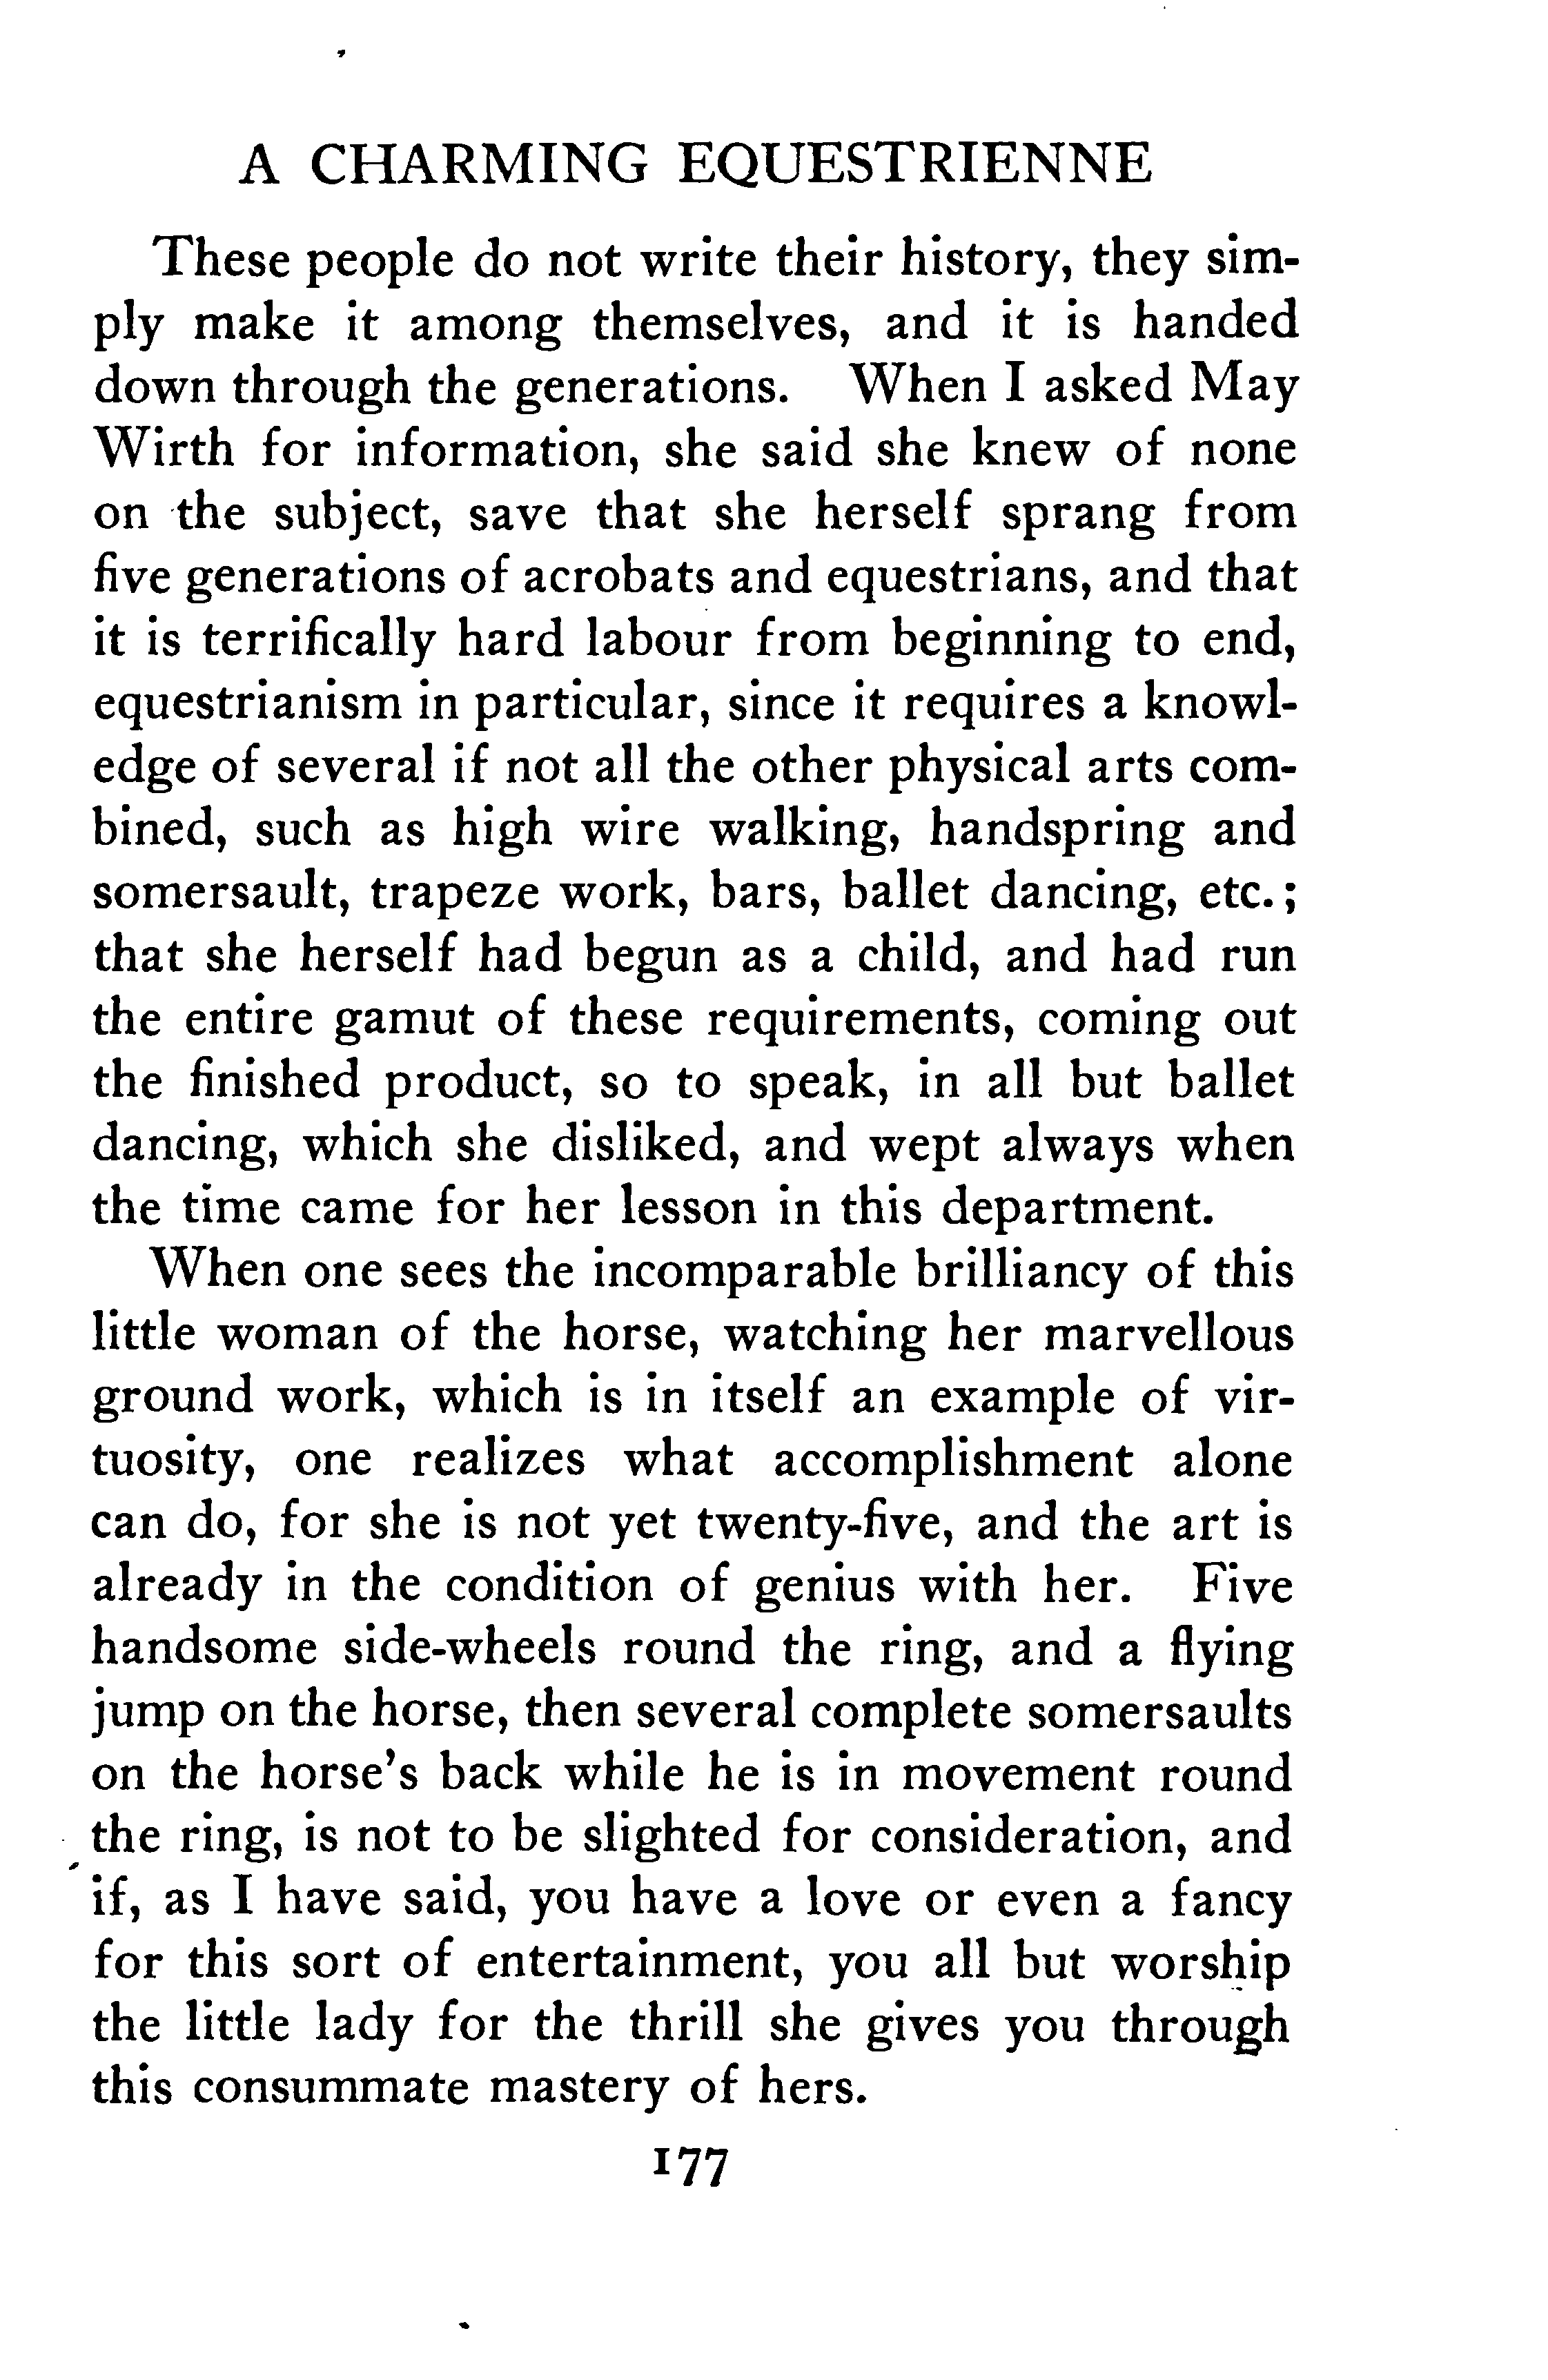 A CHARMING EQUESTRIENNE
These people do not write their history, they sim-
ply make it among themselves, and it is handed
down through the generations. When I asked May
Wirth for information, she said she knew of none
on the subject, save that she herself sprang from
five generations of acrobats and equestrians, and that
it is terrifically hard labour from beginning to end,
equestrianism in particular, since it requires a knowl-
edge of several if not all the other physical arts com-
bined, such as high wire walking, handspring and
somersault, trapeze work, bars, ballet dancing, etc.;
that she herself had begun as a child, and had run
the entire gamut of these requirements, coming out
the finished product, so to speak, in all but ballet
dancing, which she disliked, and wept always when
the time came for her lesson in this department.
When one sees the incomparable brilliancy of this
little woman of the horse, watching her marvellous
ground work, which is in itself an example of vir-
tuosity, one realizes what accomplishment alone
can do, for she is not yet twenty-five, and the art is
already in the condition of genius with her. Five
handsome side-wheels round the ring, and a flying
jump on the horse, then several complete somersaults
on the horse's back while he is in movement round
the ring, is not to be slighted for consideration, and
if, as I have said, you have a love or even a fancy
for this sort of entertainment, you all but worship
the little lady for the thrill she gives you through
this consummate mastery of hers.
177